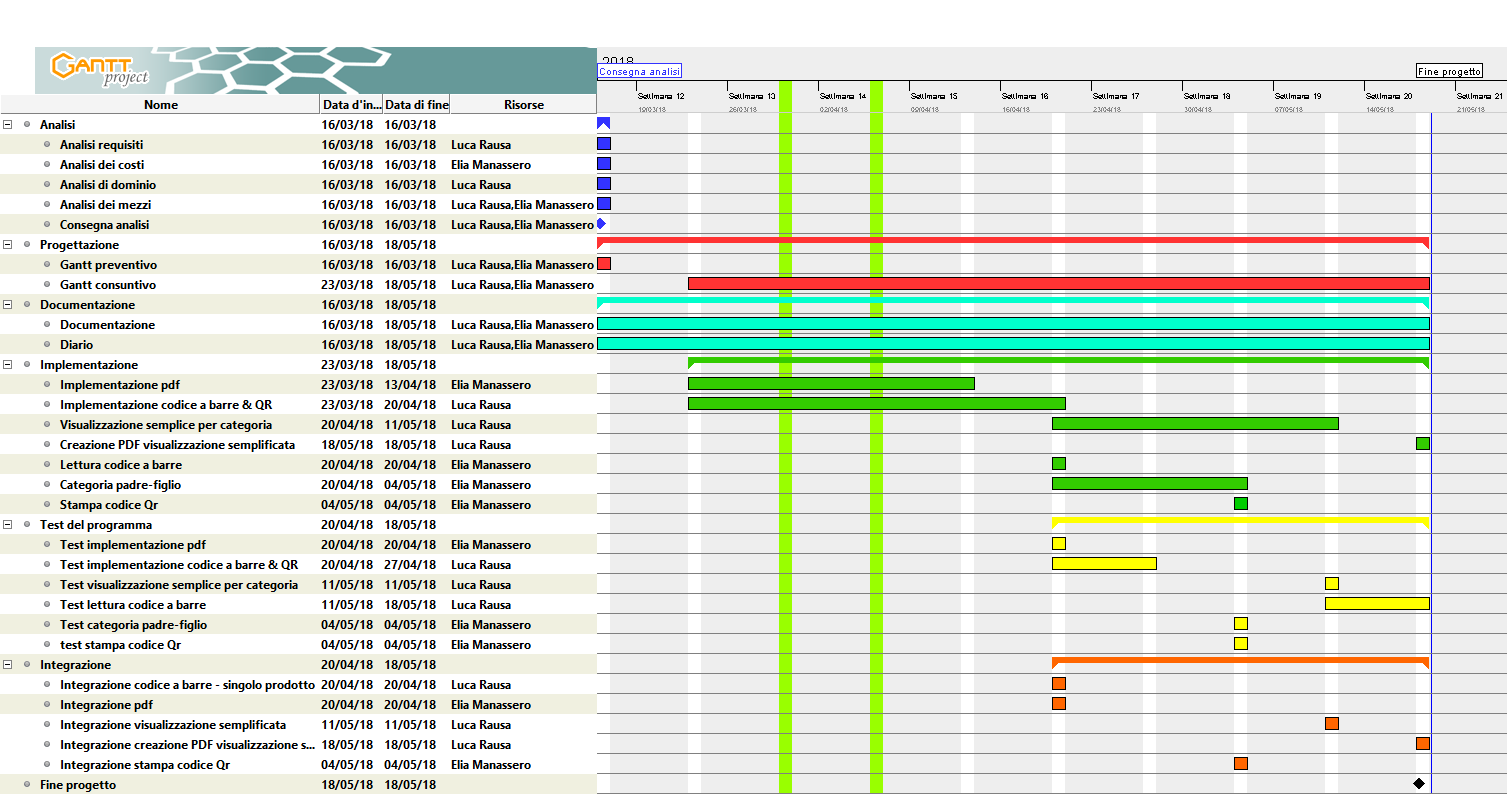 GANTT
project
2018
Consegna analisi
Fine progetto
Settimana 12 Settimana 13 Settimana 14 Settimana 15 Settimana 16 Settimana 17 Settimana 18 Settimana 19 Settimana 20 Settimana 21
19/03/18 26/03/18 02/04/18 09/04/18 16/04/18 23/04/18 30/04/18 07/05/18 14/05/18 21/05/18
Nome Data d'in... Data di fine Risorse
Analisi 16/03/18 16/03/18
Analisi requisiti 16/03/18 16/03/18 Luca Rausa
Analisi dei costi 16/03/18 16/03/18 Elia Manassero
Analisi di dominio 16/03/18 16/03/18 Luca Rausa
Analisi dei mezzi 16/03/18 16/03/18 Luca Rausa,Elia Manassero
Consegna analisi 16/03/18 16/03/18 Luca Rausa,Elia Manassero
Progettazione 16/03/18 18/05/18
Gantt preventivo 16/03/18 16/03/18 Luca Rausa,Elia Manassero
Gantt consuntivo 23/03/18 18/05/18 Luca Rausa,Elia Manassero
Documentazione 16/03/18 18/05/18
Documentazione 16/03/18 18/05/18 Luca Rausa,Elia Manassero
Diario 16/03/18 18/05/18 Luca Rausa,Elia Manassero
Implementazione 23/03/18 18/05/18
Implementazione pdf 23/03/18 13/04/18 Elia Manassero
Implementazione codice a barre & QR 23/03/18 20/04/18 Luca Rausa
Visualizzazione semplice per categoria 20/04/18 11/05/18 Luca Rausa
Creazione PDF visualizzazione semplificata 18/05/18 18/05/18 Luca Rausa
Lettura codice a barre 20/04/18 20/04/18 Elia Manassero
Categoria padre-figlio 20/04/18 04/05/18 Elia Manassero
Stampa codice Qr 04/05/18 04/05/18 Elia Manassero
Test del programma 20/04/18 18/05/18
Test implementazione pdf 20/04/18 20/04/18 Elia Manassero
Test implementazione codice a barre & QR 20/04/18 27/04/18 Luca Rausa
Test visualizzazione semplice per categoria 11/05/18 11/05/18 Luca Rausa
Test lettura codice a barre 11/05/18 18/05/18 Luca Rausa
Test categoria padre-figlio 04/05/18 04/05/18 Elia Manassero
test stampa codice Qr 04/05/18 04/05/18 Elia Manassero
Integrazione 20/04/18 18/05/18
Integrazione codice a barre - singolo prodotto 20/04/18 20/04/18 Luca Rausa
Integrazione pdf 20/04/18 20/04/18 Elia Manassero
Integrazione visualizzazione semplificata 11/05/18 11/05/18 Luca Rausa
Integrazione creazione PDF visualizzazione s... 18/05/18 18/05/18 Luca Rausa
Integrazione stampa codice Qr 04/05/18 04/05/18 Elia Manassero
Fine progetto 18/05/18 18/05/18